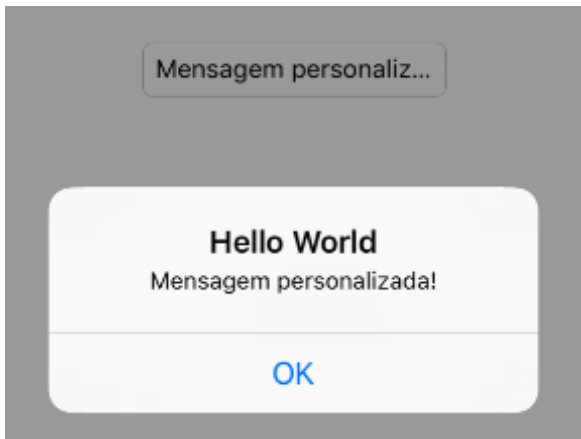 Mensagem personaliz...
Hello World
Mensagem personalizada!
OK